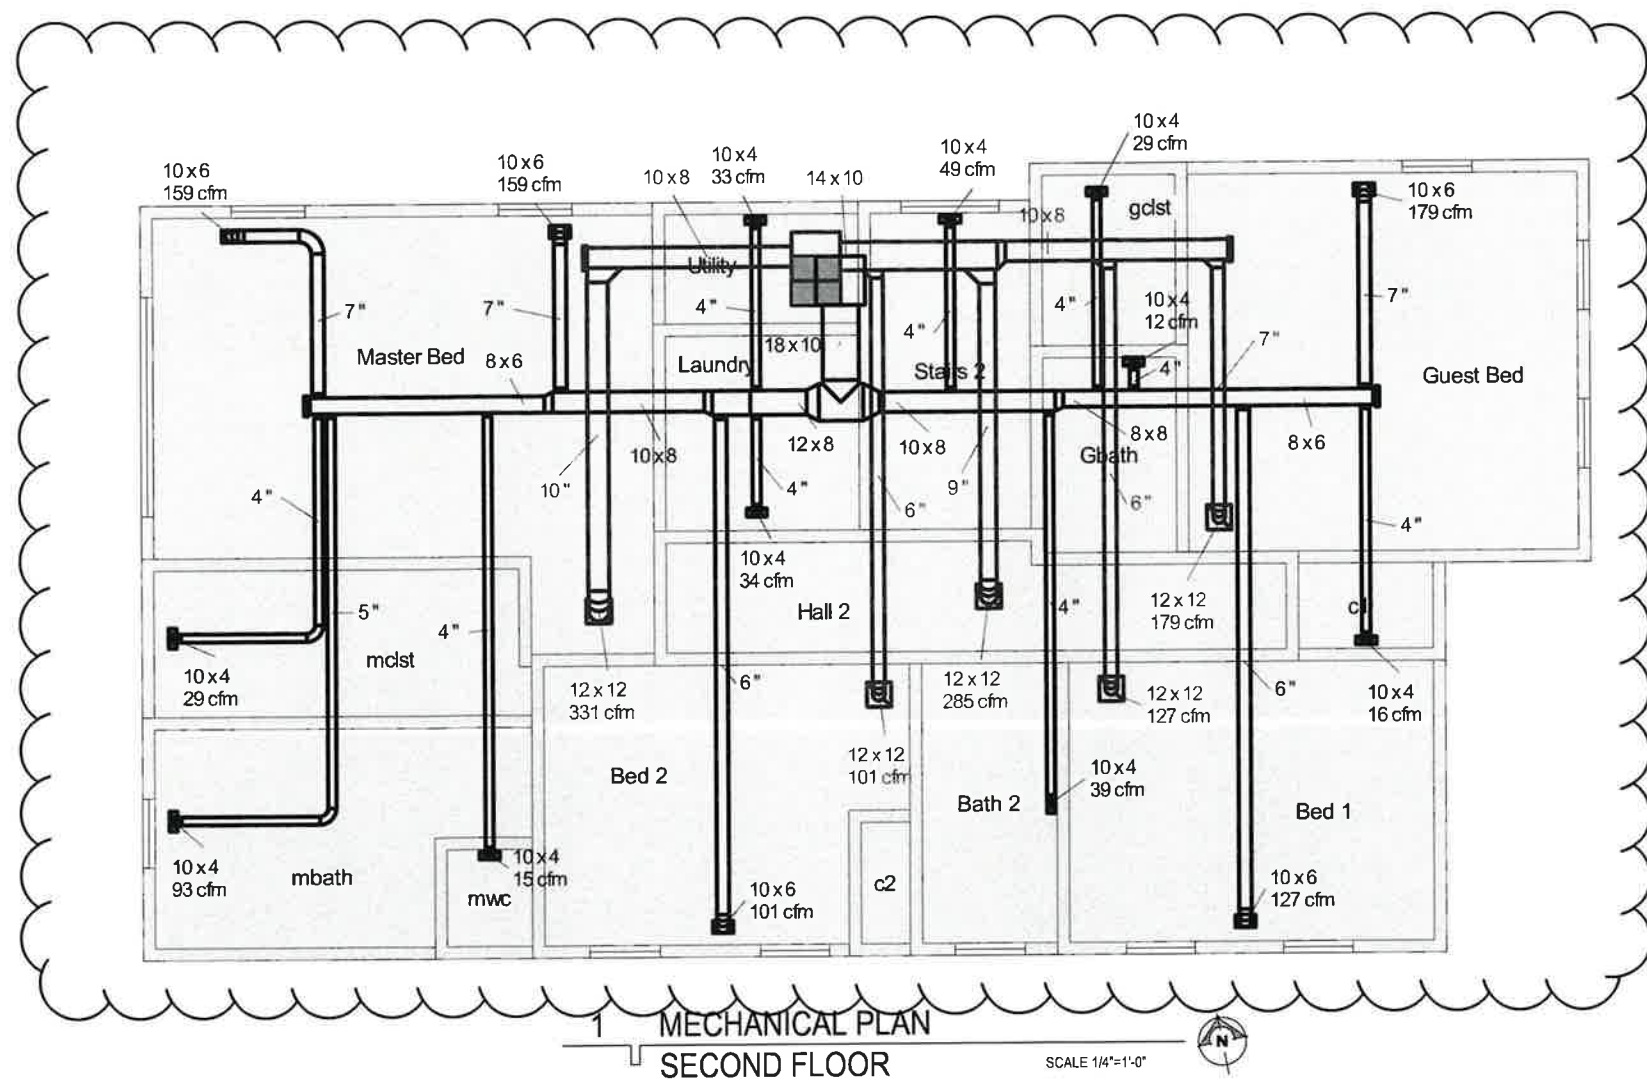 10 x 4
29 cfm
10 x 6
159 cfm
10 x 6
159 cfm
10 x 4
33 cfm
10 x 8
14 x 10
10 x 4
49 cfm
10 x 8
gclst
10 x 6
179 cfm
Utility
7"
7"
4"
4"
4"
10 x 4
12 cfm
7"
7"
Master Bed
8 x 6
Laundry
18 x 10
Stairs 2
4"
Guest Bed
10 x 8
12 x 8
10 x 8
8 x 8
8 x 6
Gbath
4"
10"
4"
6"
9"
6"
4"
10 x 4
34 cfm
5"
4"
Hall 2
4"
12 x 12
179 cfm
c1
mclst
10 x 4
29 cfm
12 x 12
331 cfm
6"
12 x 12
285 cfm
12 x 12
127 cfm
6"
10 x 4
16 cfm
Bed 2
12 x 12
101 cfm
10 x 4
39 cfm
Bath 2
Bed 1
10 x 4
93 cfm
mbath
10 x 4
15 cfm
mwc
10 x 6
101 cfm
c2
10 x 6
127 cfm
1 MECHANICAL PLAN
SECOND FLOOR
SCALE 1/4"=1'-0"
N